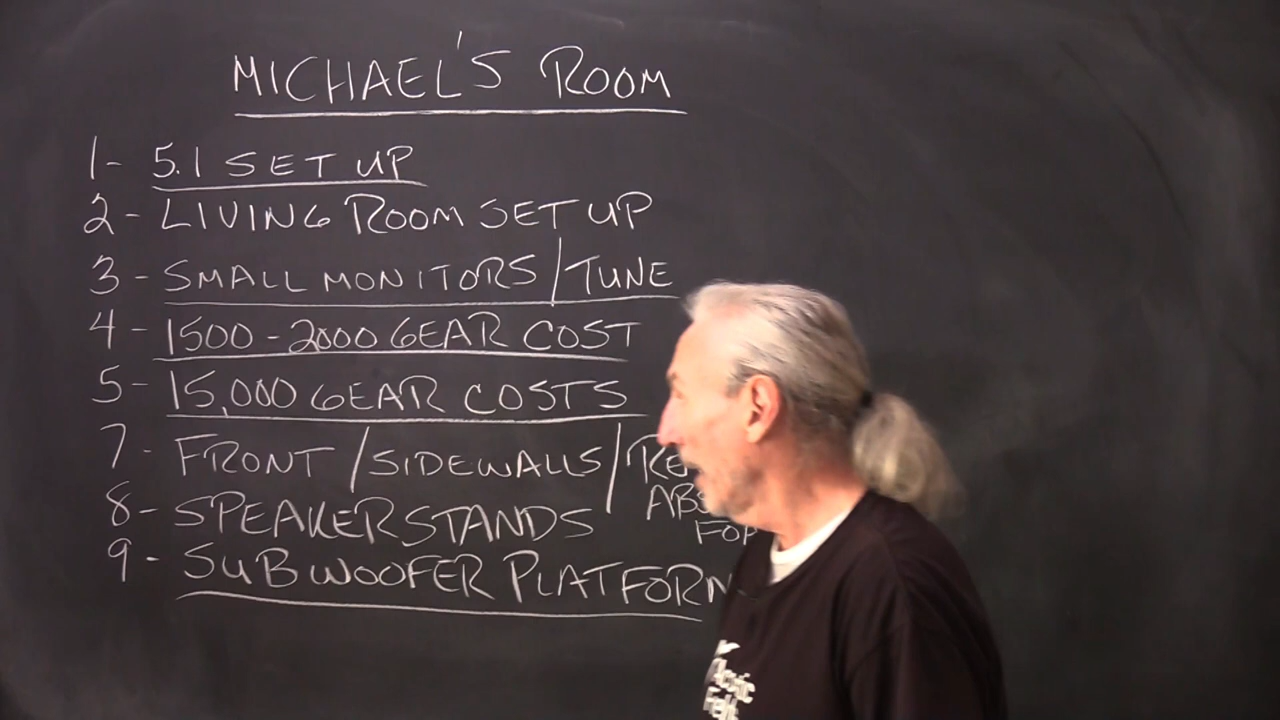 MICHAEL'S ROOM
1- 5.1 SET UP
2- LIVING ROOM SET UP
3- SMALL MONITORS/TUNE
4- 1500-2000 GEAR COST
5- 15,000 GEAR COSTS
7- FRONT/SIDEWALLS/
8- SPEAKER STANDS
9- SUBWOOFER PLATFORM